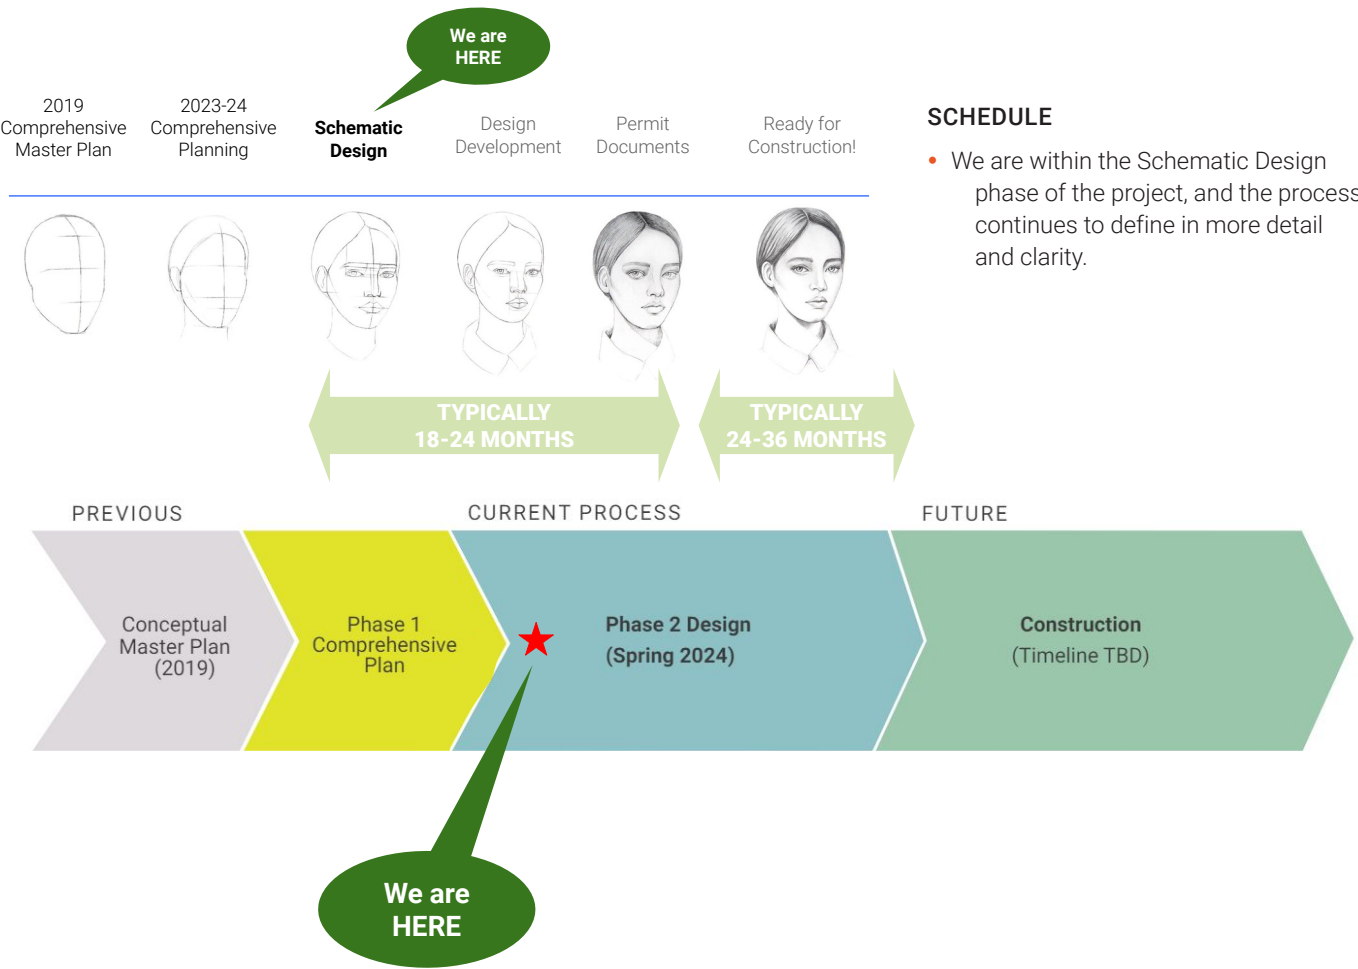 We are
HERE
2019
Comprehensive
Master Plan
2023-24
Comprehensive
Planning
Schematic
Design
Design
Development
Permit
Documents
Ready for
Construction!
SCHEDULE
• We are within the Schematic Design
phase of the project, and the process
continues to define in more detail
and clarity.
TYPICALLY
18-24 MONTHS
TYPICALLY
24-36 MONTHS
PREVIOUS
CURRENT PROCESS
FUTURE
Conceptual
Master Plan
(2019)
Phase 1
Comprehensive
Plan
Phase 2 Design
(Spring 2024)
Construction
(Timeline TBD)
We are
HERE